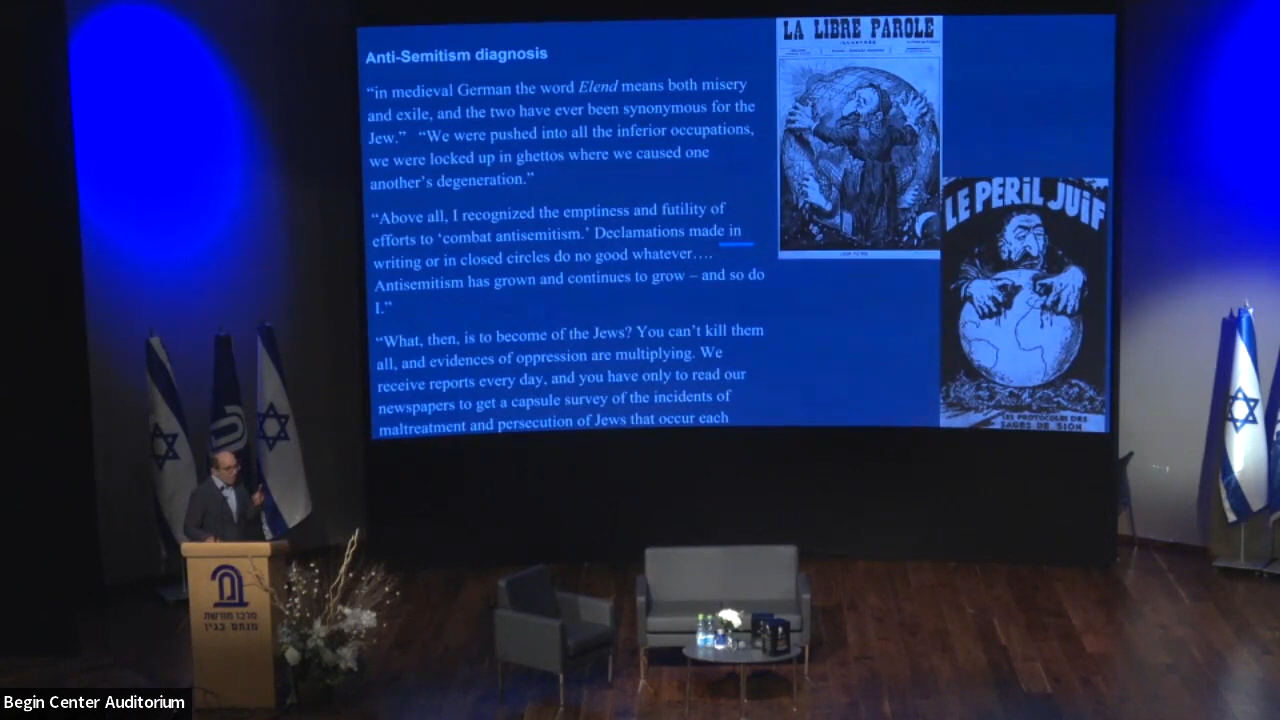 Anti-Semitism diagnosis
“in medieval German the word Elend means both misery
and exile, and the two have ever been synonymous for the
Jew.” “We were pushed into all the inferior occupations,
we were locked up in ghettos where we caused one
another’s degeneration.”
“Above all, I recognized the emptiness and futility of
efforts to ‘combat antisemitism.’ Declamations made in
writing or in closed circles do no good whatever….
Antisemitism has grown and continues to grow – and so do
I.”
“What, then, is to become of the Jews? You can’t kill them
all, and evidences of oppression are multiplying. We
receive reports every day, and you have only to read our
newspapers to get a capsule survey of the incidents of
maltreatment and persecution of Jews that occur each
LA LIBRE PAROLE
ILLUSTRÉE
LE PÉRIL JUIF
LES PROTOCOLES DES
SAGES DE SION
מרכז מורשת
מנחם בגין
Begin Center Auditorium